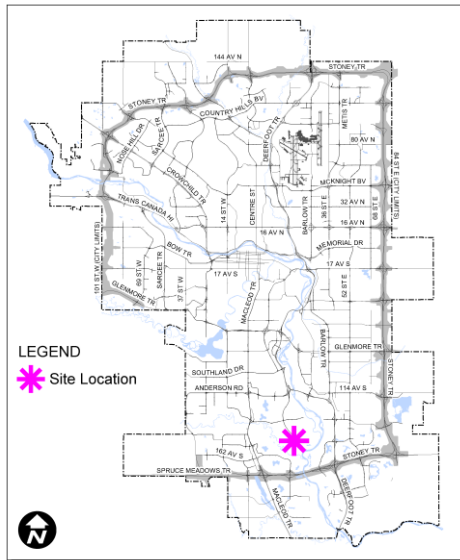 144 AV N
STONEY TR
STONEY TR
COUNTRY HILLS BV
METIS TR
NOSE HILL DR
SARCEE TR
DEERFOOT TR
80 AV N
84 ST E (CITY LIMITS)
CROWCHILD TR
MCKNIGHT BV
TRANS CANADA HI
14 ST W
CENTRE ST
BARLOW TR
36 ST E
32 AV N
68 ST E
16 AV N
16 AV N
101 ST W (CITY LIMITS)
BOW TR
MEMORIAL DR
69 ST W
SARCEE TR
37 ST W
17 AV S
17 AV S
52 ST E
GLENMORE TR
MACLEOD TR
BARLOW TR
GLENMORE TR
LEGEND
Site Location
SOUTHLAND DR
ANDERSON RD
114 AV S
STONEY TR
162 AV S
STONEY TR
SPRUCE MEADOWS TR
MACLEOD TR
DEERFOOT TR
N